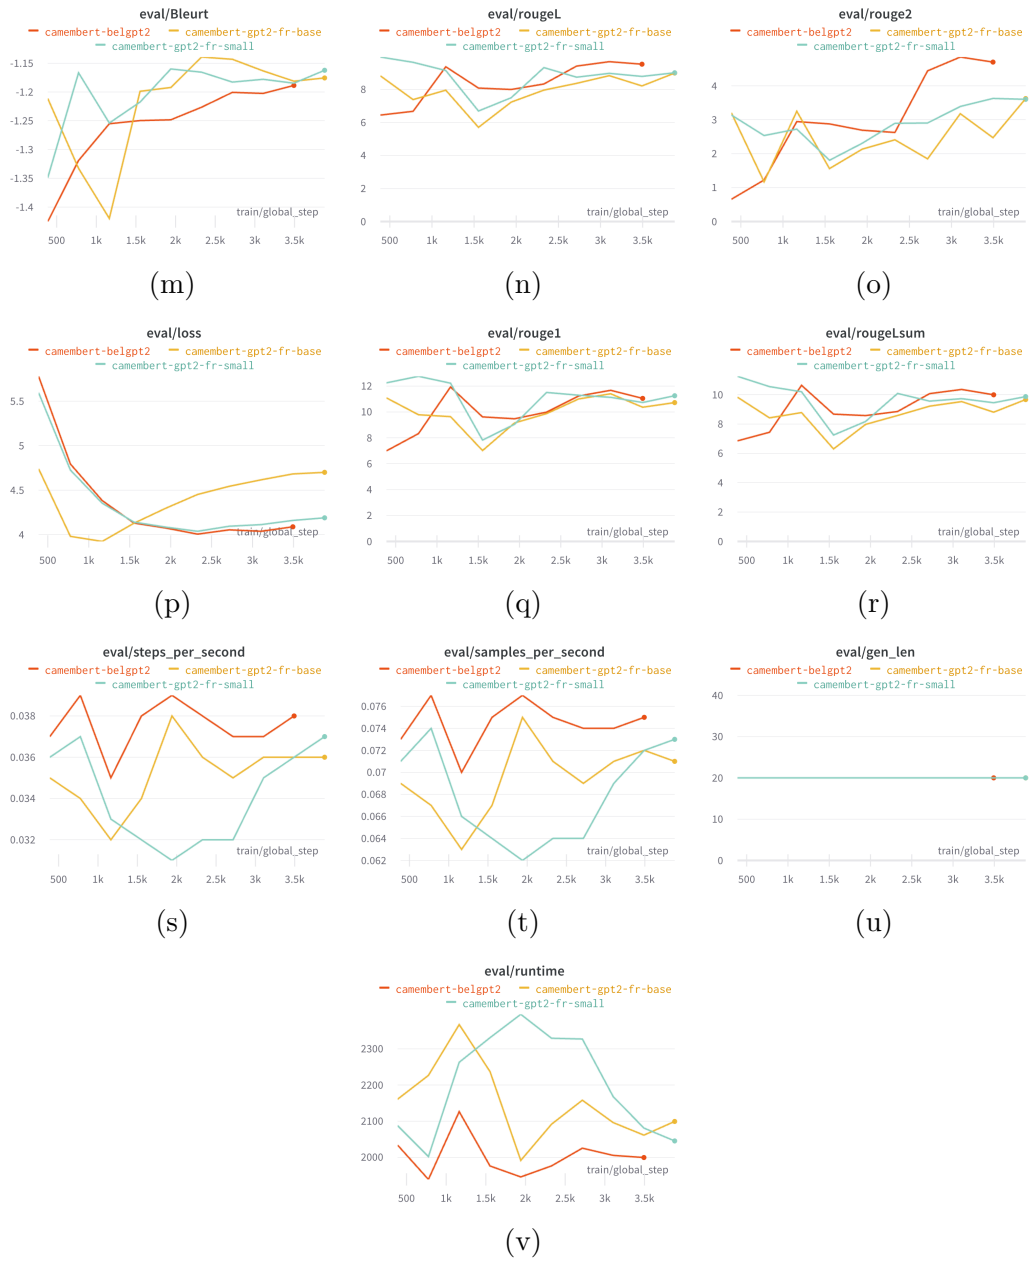 eval/Bleurt
camembert-belgpt2 camembert-gpt2-fr-base
camembert-gpt2-fr-small
-1.15
-1.2
-1.25
-1.3
-1.35
-1.4
train/global_step
500 1k 1.5k 2k 2.5k 3k 3.5k
(m)
eval/rougeL
camembert-belgpt2 camembert-gpt2-fr-base
camembert-gpt2-fr-small
8
6
4
2
0
train/global_step
500 1k 1.5k 2k 2.5k 3k 3.5k
(n)
eval/rouge2
camembert-belgpt2 camembert-gpt2-fr-base
camembert-gpt2-fr-small
4
3
2
1
0
train/global_step
500 1k 1.5k 2k 2.5k 3k 3.5k
(o)
eval/loss
camembert-belgpt2 camembert-gpt2-fr-base
camembert-gpt2-fr-small
5.5
5
4.5
4
train/global_step
500 1k 1.5k 2k 2.5k 3k 3.5k
(p)
eval/rouge1
camembert-belgpt2 camembert-gpt2-fr-base
camembert-gpt2-fr-small
12
10
8
6
4
2
0
train/global_step
500 1k 1.5k 2k 2.5k 3k 3.5k
(q)
eval/rougeLsum
camembert-belgpt2 camembert-gpt2-fr-base
camembert-gpt2-fr-small
10
8
6
4
2
0
train/global_step
500 1k 1.5k 2k 2.5k 3k 3.5k
(r)
eval/steps_per_second
camembert-belgpt2 camembert-gpt2-fr-base
camembert-gpt2-fr-small
0.038
0.036
0.034
0.032
train/global_step
500 1k 1.5k 2k 2.5k 3k 3.5k
(s)
eval/samples_per_second
camembert-belgpt2 camembert-gpt2-fr-base
camembert-gpt2-fr-small
0.076
0.074
0.072
0.07
0.068
0.066
0.064
0.062
train/global_step
500 1k 1.5k 2k 2.5k 3k 3.5k
(t)
eval/gen_len
camembert-belgpt2 camembert-gpt2-fr-base
camembert-gpt2-fr-small
40
30
20
10
0
train/global_step
500 1k 1.5k 2k 2.5k 3k 3.5k
(u)
eval/runtime
camembert-belgpt2 camembert-gpt2-fr-base
camembert-gpt2-fr-small
2300
2200
2100
2000
train/global_step
500 1k 1.5k 2k 2.5k 3k 3.5k
(v)